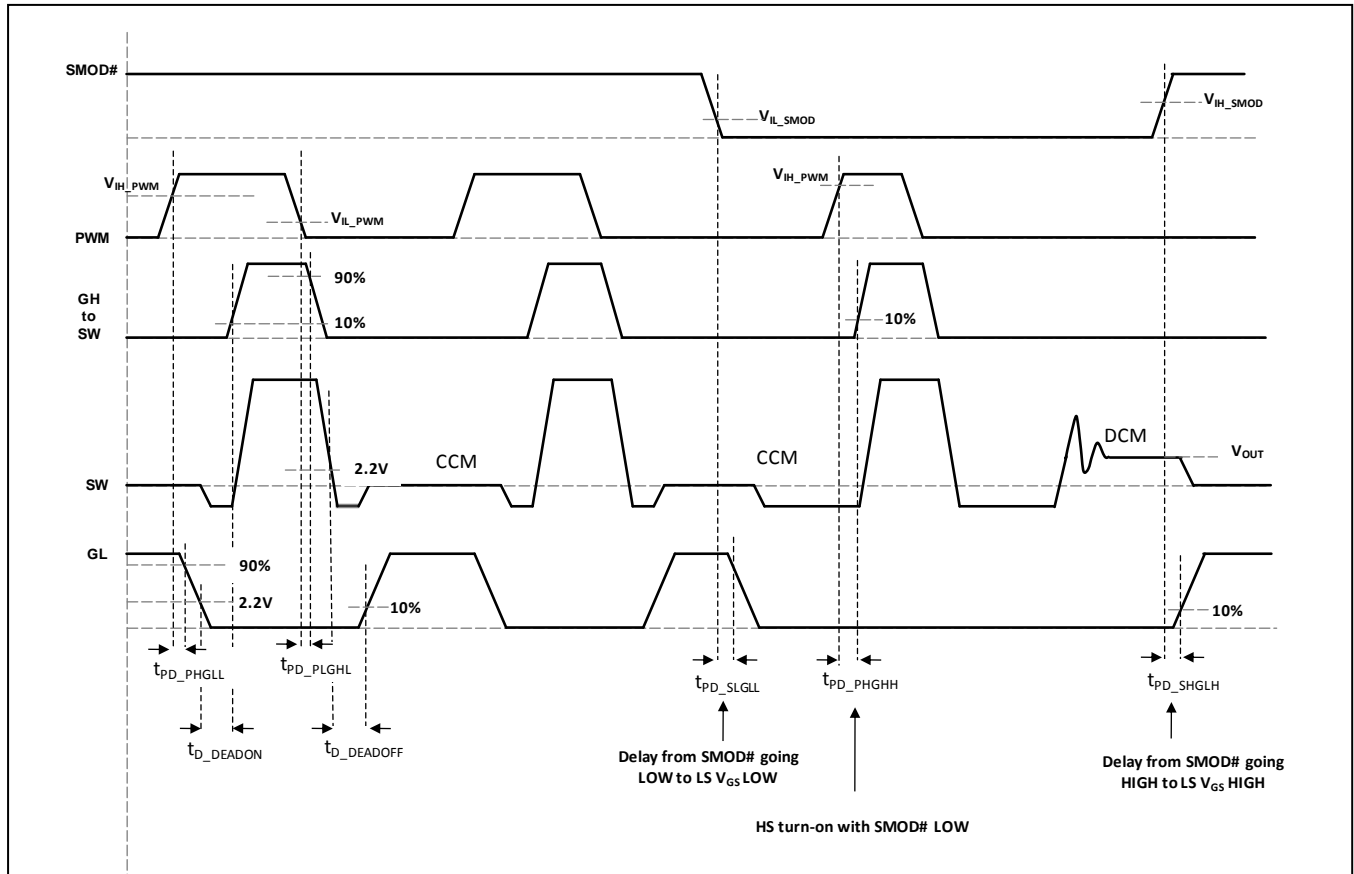 SMOD#
V_IL_SMOD
V_IH_SMOD
V_IH_PWM
V_IL_PWM
V_IH_PWM
PWM
GH
to
SW
90%
10%
10%
SW
2.2V
CCM
CCM
DCM
V_OUT
GL
90%
2.2V
10%
10%
t_PD_PHGLL
t_PD_PLGHL
t_PD_SLGLL
t_PD_PHGHH
t_PD_SHGLH
t_D_DEADON
t_D_DEADOFF
Delay from SMOD# going
LOW to LS V_GS LOW
Delay from SMOD# going
HIGH to LS V_GS HIGH
HS turn-on with SMOD# LOW